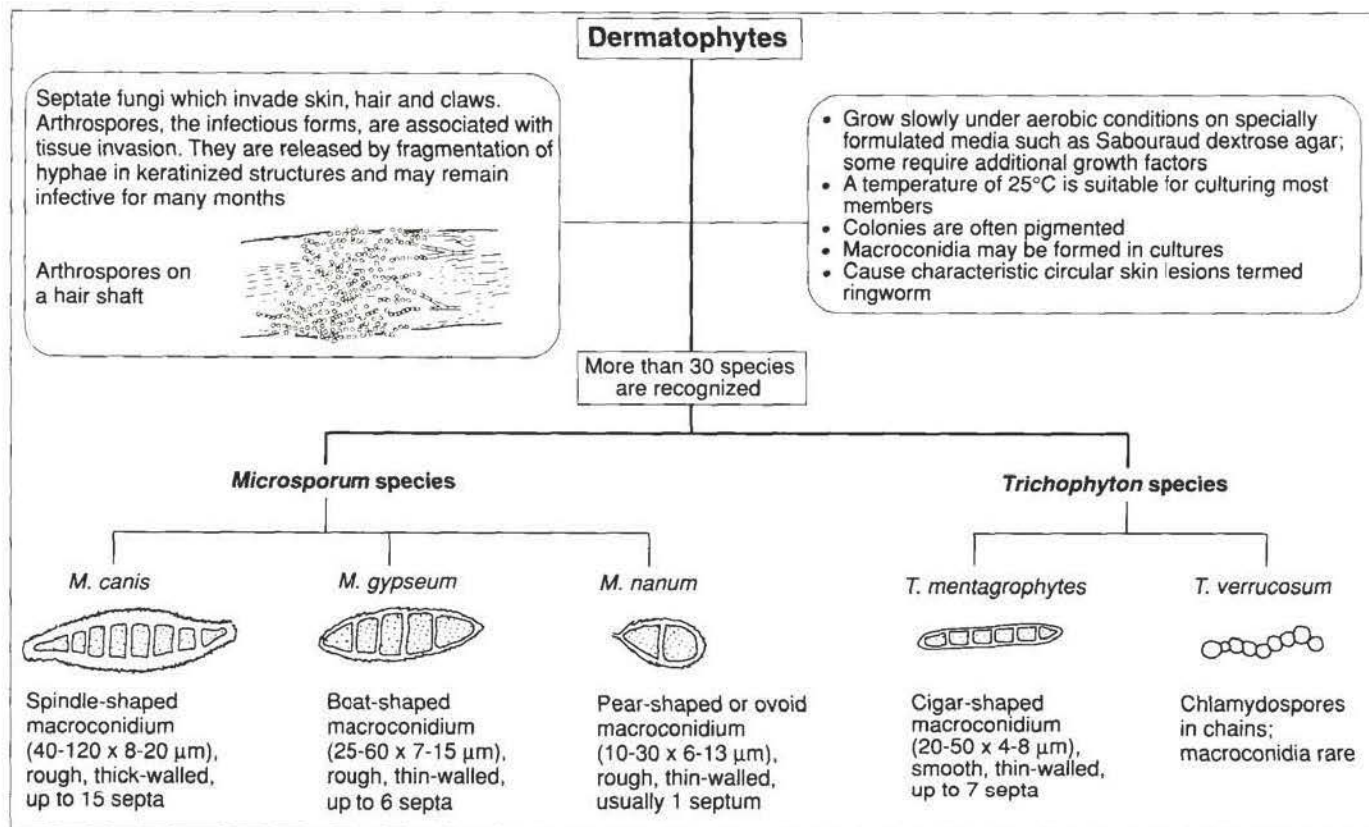 Dermatophytes
Septate fungi which invade skin, hair and claws.
Arthrospores, the infectious forms, are associated with
tissue invasion. They are released by fragmentation of
hyphae in keratinized structures and may remain
infective for many months
Arthrospores on
a hair shaft
• Grow slowly under aerobic conditions on specially
formulated media such as Sabouraud dextrose agar;
some require additional growth factors
• A temperature of 25°C is suitable for culturing most
members
• Colonies are often pigmented
• Macroconidia may be formed in cultures
• Cause characteristic circular skin lesions termed
ringworm
More than 30 species
are recognized
Microsporum species
Trichophyton species
M. canis
M. gypseum
M. nanum
T. mentagrophytes
T. verrucosum
Spindle-shaped
macroconidium
(40-120 x 8-20 µm),
rough, thick-walled,
up to 15 septa
Boat-shaped
macroconidium
(25-60 x 7-15 µm),
rough, thin-walled,
up to 6 septa
Pear-shaped or ovoid
macroconidium
(10-30 x 6-13 µm),
rough, thin-walled,
usually 1 septum
Cigar-shaped
macroconidium
(20-50 x 4-8 µm),
smooth, thin-walled,
up to 7 septa
Chlamydospores
in chains;
macroconidia rare